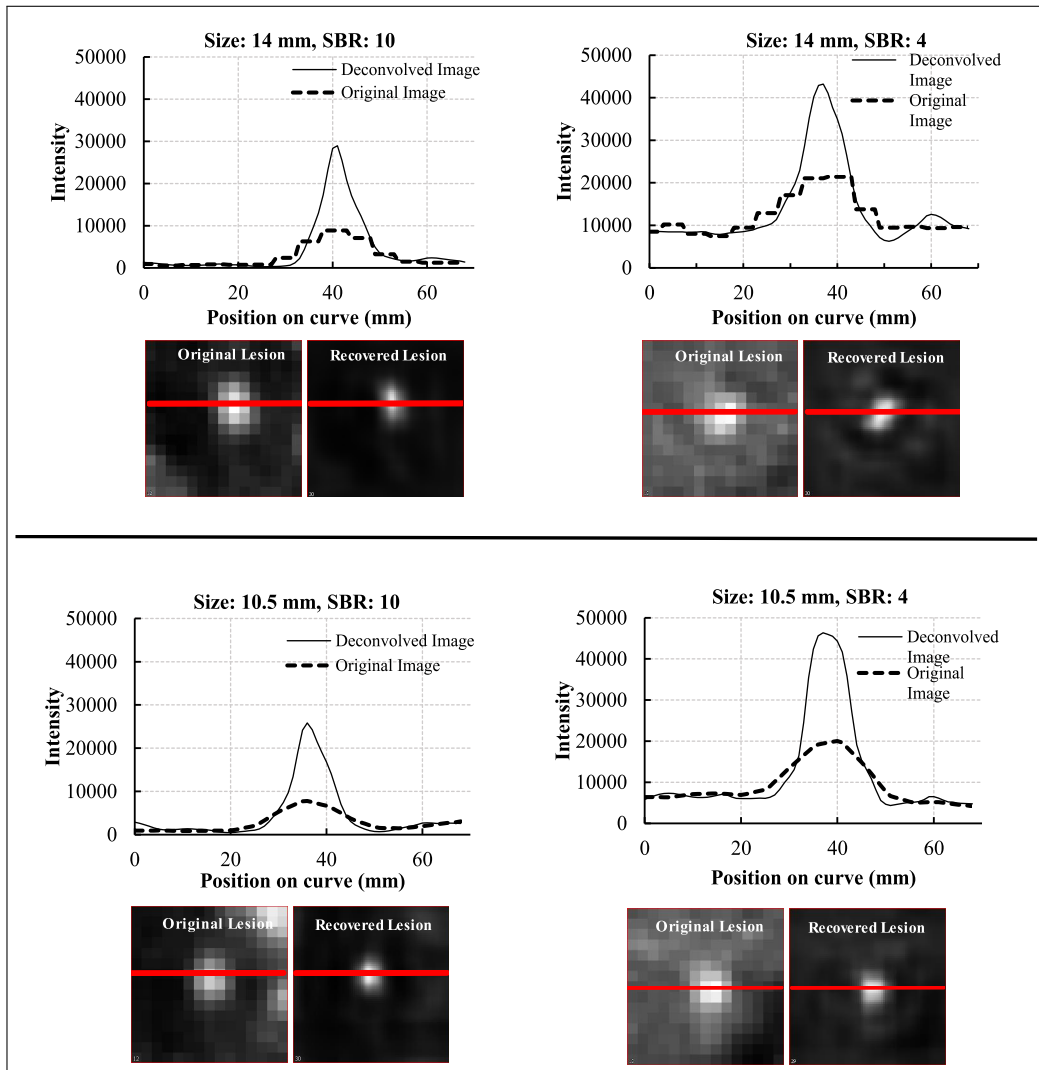 Size: 14 mm, SBR: 10
50000
40000
30000
20000
10000
0
Intensity
Deconvolved Image
Original Image
0 20 40 60
Position on curve (mm)
Original Lesion
Recovered Lesion
30
Size: 14 mm, SBR: 4
50000
40000
30000
20000
10000
0
Intensity
Deconvolved
Image
Original
Image
0 20 40 60
Position on curve (mm)
Original Lesion
Recovered Lesion
30
Size: 10.5 mm, SBR: 10
50000
40000
30000
20000
10000
0
Intensity
Deconvolved Image
Original Image
0 20 40 60
Position on curve (mm)
Original Lesion
12
Recovered Lesion
30
Size: 10.5 mm, SBR: 4
50000
40000
30000
20000
10000
0
Intensity
Deconvolved
Image
Original
Image
0 20 40 60
Position on curve (mm)
Original Lesion
Recovered Lesion
29